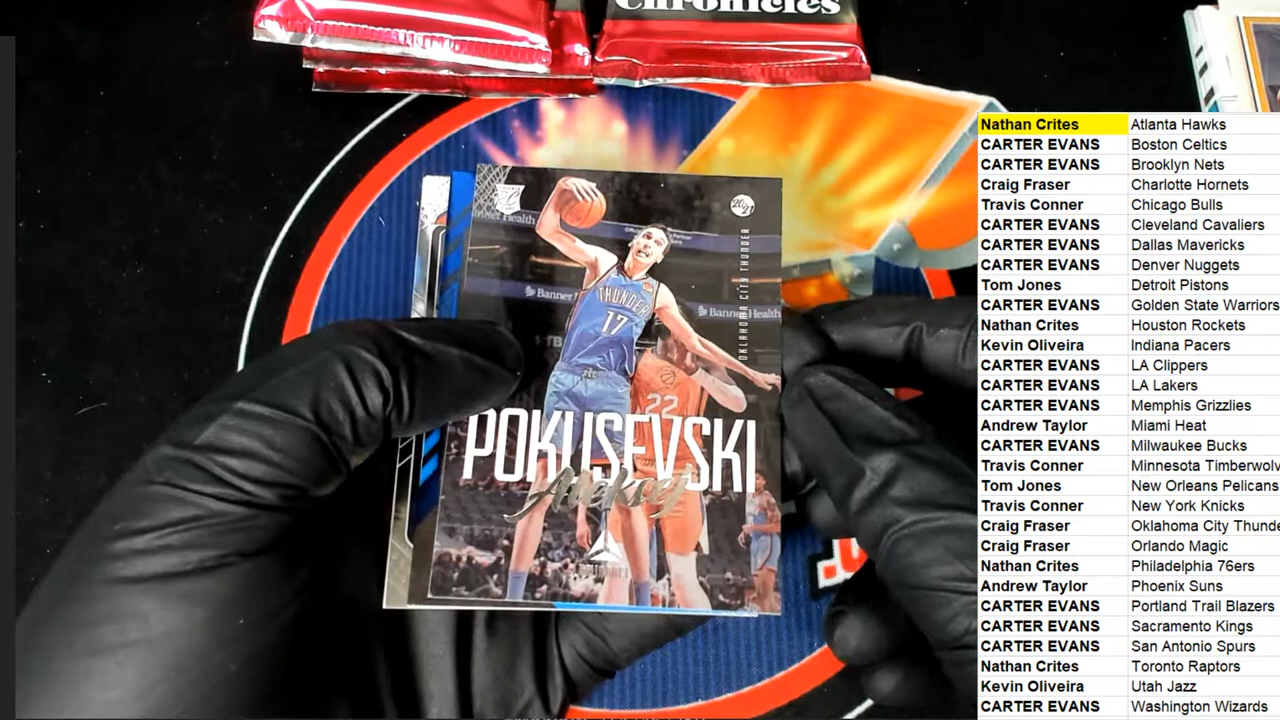 Chronicles
RC
20-21
Banner Health
OKLAHOMA CITY THUNDER
Banner
Banner Health
THUNDER
17
22
POKUSEVSKI
Aleksej
LUMINANCE
Nathan Crites Atlanta Hawks
CARTER EVANS Boston Celtics
CARTER EVANS Brooklyn Nets
Craig Fraser Charlotte Hornets
Travis Conner Chicago Bulls
CARTER EVANS Cleveland Cavaliers
CARTER EVANS Dallas Mavericks
CARTER EVANS Denver Nuggets
Tom Jones Detroit Pistons
CARTER EVANS Golden State Warriors
Nathan Crites Houston Rockets
Kevin Oliveira Indiana Pacers
CARTER EVANS LA Clippers
CARTER EVANS LA Lakers
CARTER EVANS Memphis Grizzlies
Andrew Taylor Miami Heat
CARTER EVANS Milwaukee Bucks
Travis Conner Minnesota Timberwolv
Tom Jones New Orleans Pelicans
Travis Conner New York Knicks
Craig Fraser Oklahoma City Thunde
Craig Fraser Orlando Magic
Nathan Crites Philadelphia 76ers
Andrew Taylor Phoenix Suns
CARTER EVANS Portland Trail Blazers
CARTER EVANS Sacramento Kings
CARTER EVANS San Antonio Spurs
Nathan Crites Toronto Raptors
Kevin Oliveira Utah Jazz
CARTER EVANS Washington Wizards